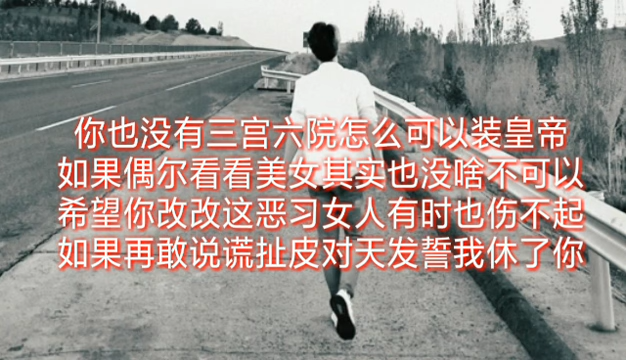 你也没有三宫六院怎么可以装皇帝
如果偶尔看看美女其实也没啥不可以
希望你改改这恶习女人有时也伤不起
如果再敢说谎扯皮对天发誓我休了你